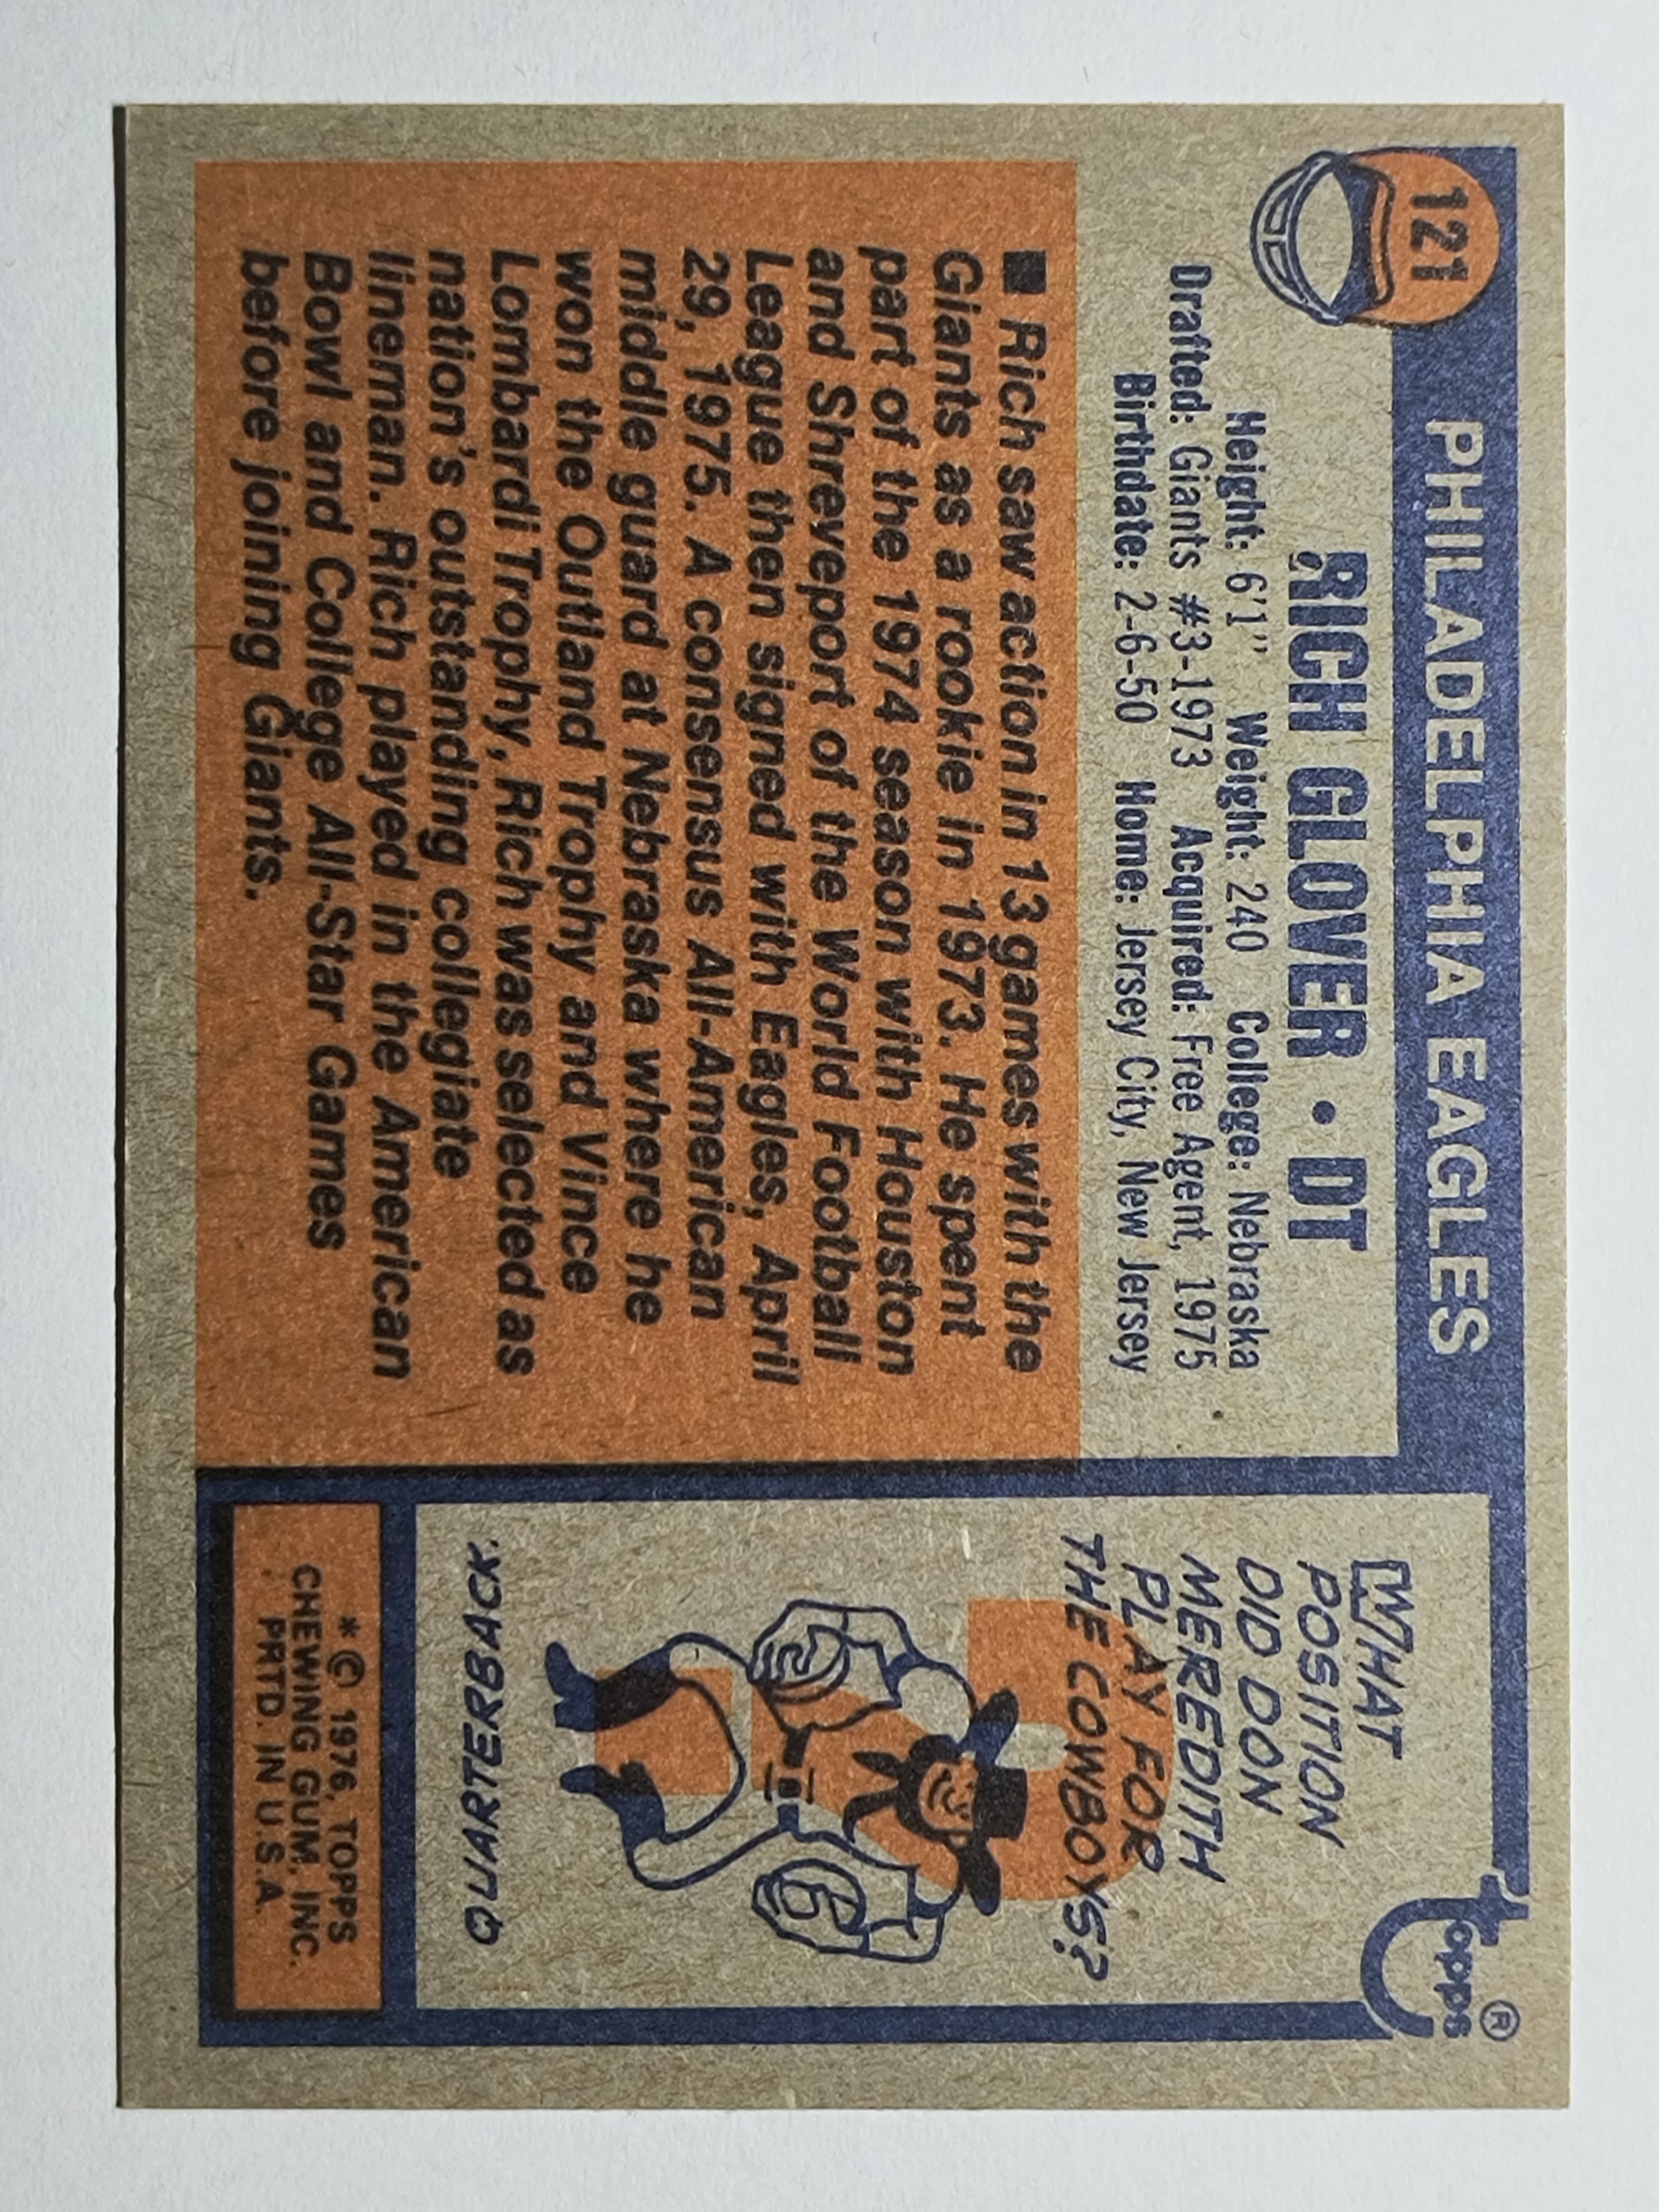 121
PHILADELPHIA EAGLES
RICH GLOVER • DT
Height: 6'1" Weight: 240 College: Nebraska
Drafted: Giants #3-1973 Acquired: Free Agent, 1975
Birthdate: 2-6-50 Home: Jersey City, New Jersey
■ Rich saw action in 13 games with the
Giants as a rookie in 1973. He spent
part of the 1974 season with Houston
and Shreveport of the World Football
League then signed with Eagles, April
29, 1975. A consensus All-American
middle guard at Nebraska where he
won the Outland Trophy and Vince
Lombardi Trophy, Rich was selected as
nation's outstanding collegiate
lineman. Rich played in the American
Bowl and College All-Star Games
before joining Giants.
topps ®
WHAT
POSITION
DID DON
MEREDITH
PLAY FOR
THE COWBOYS?
QUARTERBACK.
* © 1976, TOPPS
CHEWING GUM, INC.
PRTD. IN U.S.A.